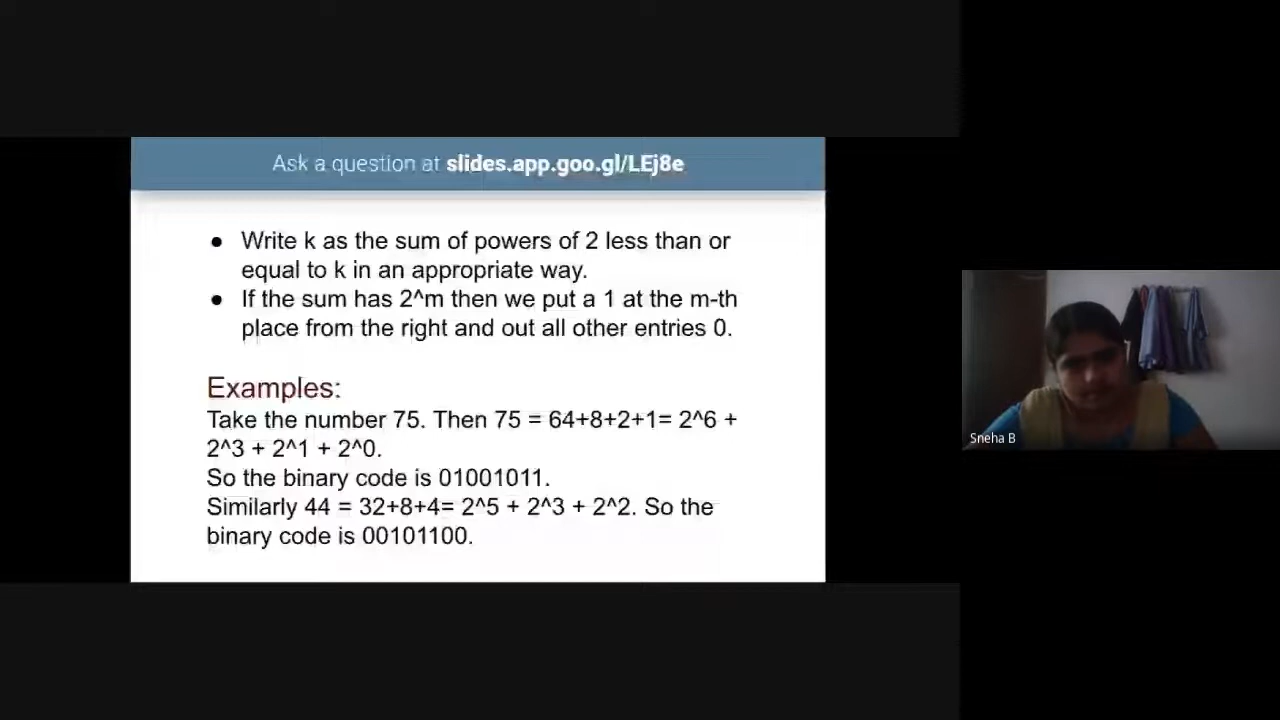 Ask a question at slides.app.goo.gl/LEj8e
● Write k as the sum of powers of 2 less than or
equal to k in an appropriate way.
● If the sum has 2^m then we put a 1 at the m-th
place from the right and out all other entries 0.
Examples:
Take the number 75. Then 75 = 64+8+2+1= 2^6 +
2^3 + 2^1 + 2^0.
So the binary code is 01001011.
Similarly 44 = 32+8+4= 2^5 + 2^3 + 2^2. So the
binary code is 00101100.
Sneha B